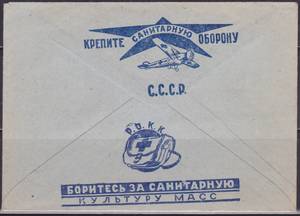 КРЕПИТЕ САНИТАРНУЮ ОБОРОНУ
С.С.С.Р.
Р.О.К.К.
БОРИТЕСЬ ЗА САНИТАРНУЮ
КУЛЬТУРУ МАСС